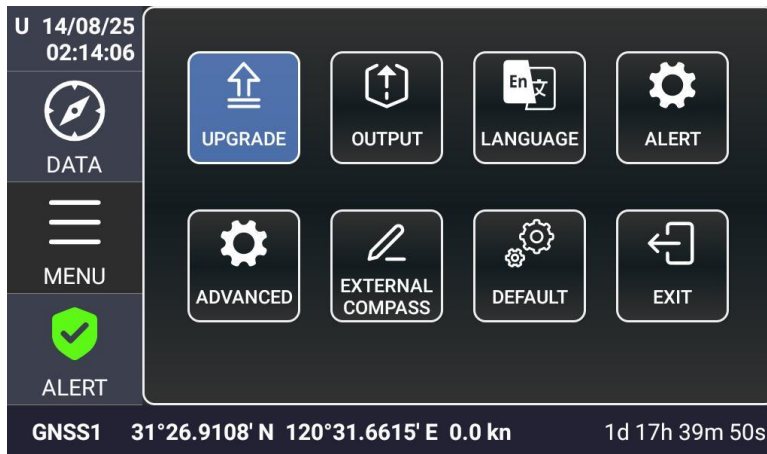 U 14/08/25
02:14:06
DATA
MENU
ALERT
UPGRADE
OUTPUT
En 文
LANGUAGE
ALERT
ADVANCED
EXTERNAL
COMPASS
DEFAULT
EXIT
GNSS1 31°26.9108' N 120°31.6615' E 0.0 kn 1d 17h 39m 50s